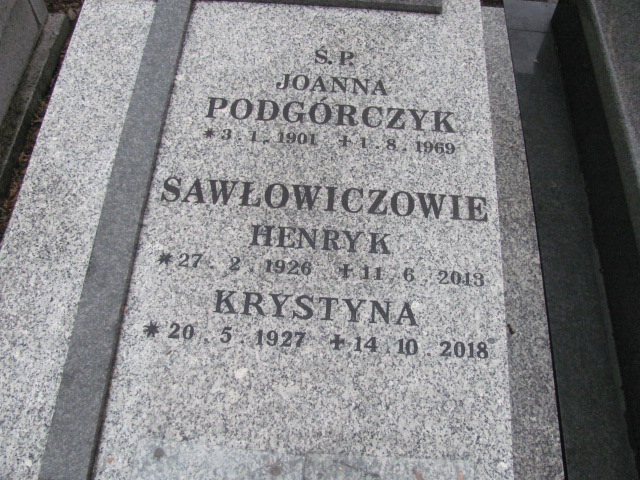 Ś.P.
JOANNA
PODGÓRCZYK
* 3.1.1901 + 1.8.1969
SAWŁOWICZOWIE
HENRYK
* 27.2.1926 + 11.6.2013
KRYSTYNA
* 20.5.1927 + 14.10.2018